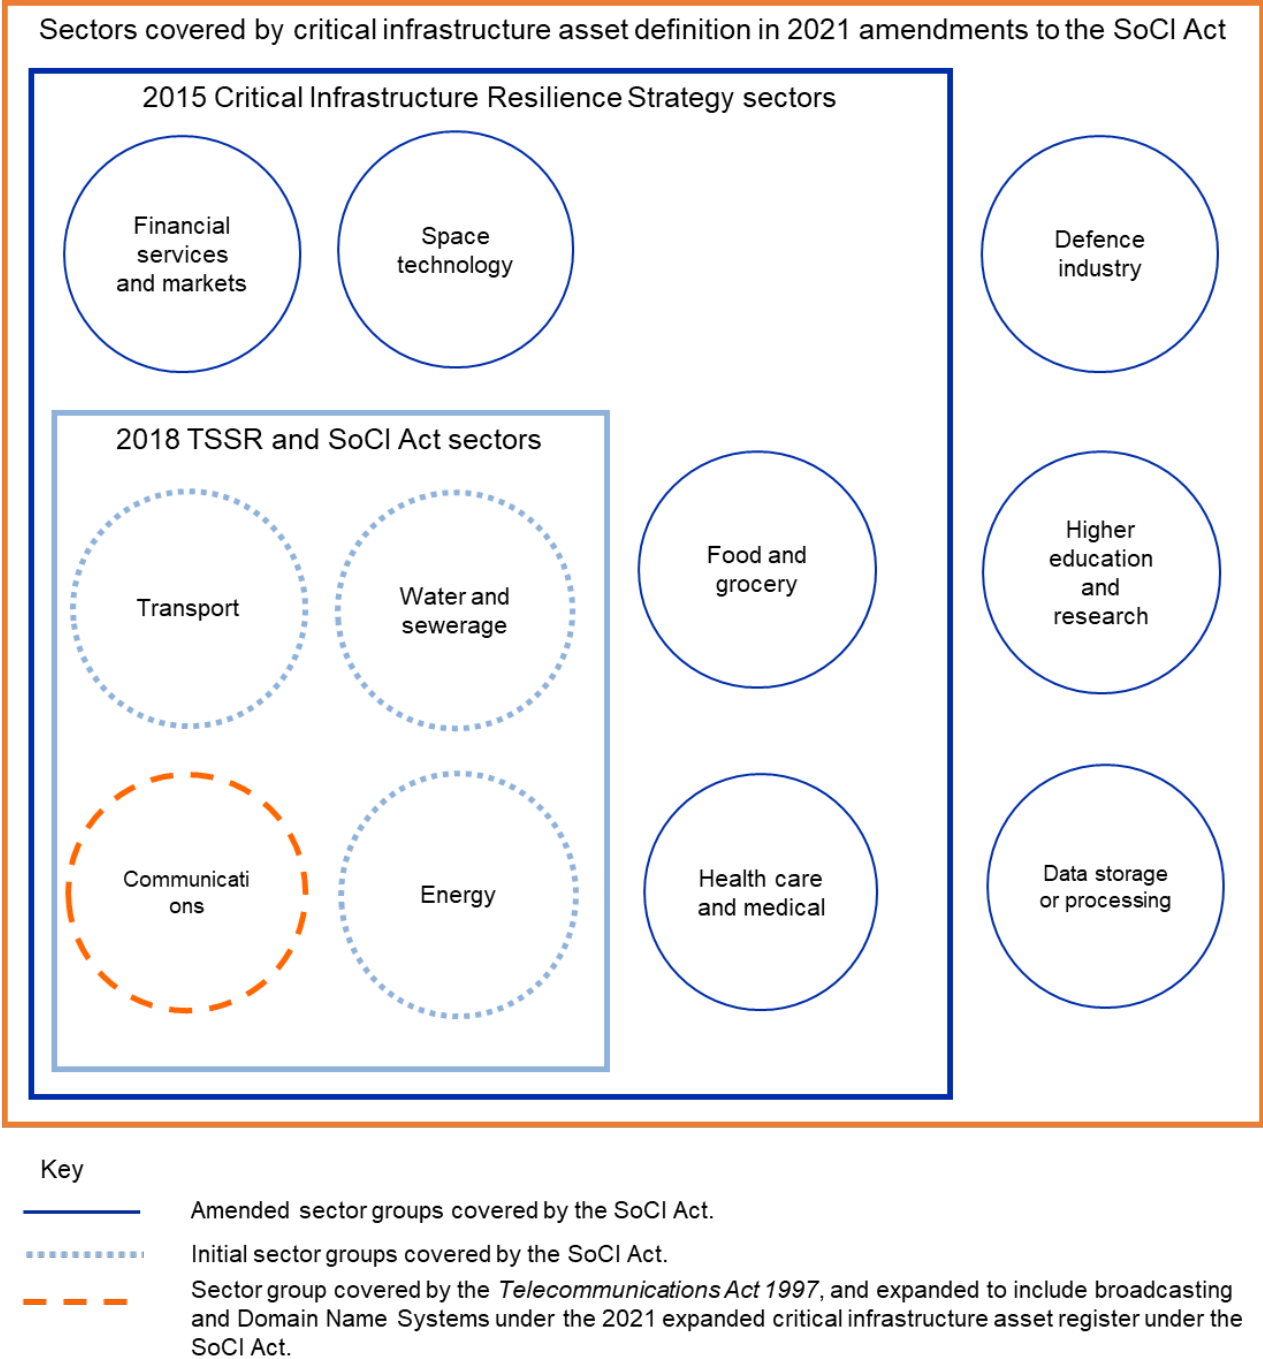 Sectors covered by critical infrastructure asset definition in 2021 amendments to the SoCI Act
2015 Critical Infrastructure Resilience Strategy sectors
Financial
services
and markets
Space
technology
Defence
industry
2018 TSSR and SoCI Act sectors
Transport
Water and
sewerage
Food and
grocery
Higher
education
and
research
Communicati
ons
Energy
Health care
and medical
Data storage
or processing
Key
Amended sector groups covered by the SoCI Act.
Initial sector groups covered by the SoCI Act.
Sector group covered by the Telecommunications Act 1997, and expanded to include broadcasting
and Domain Name Systems under the 2021 expanded critical infrastructure asset register under the
SoCI Act.